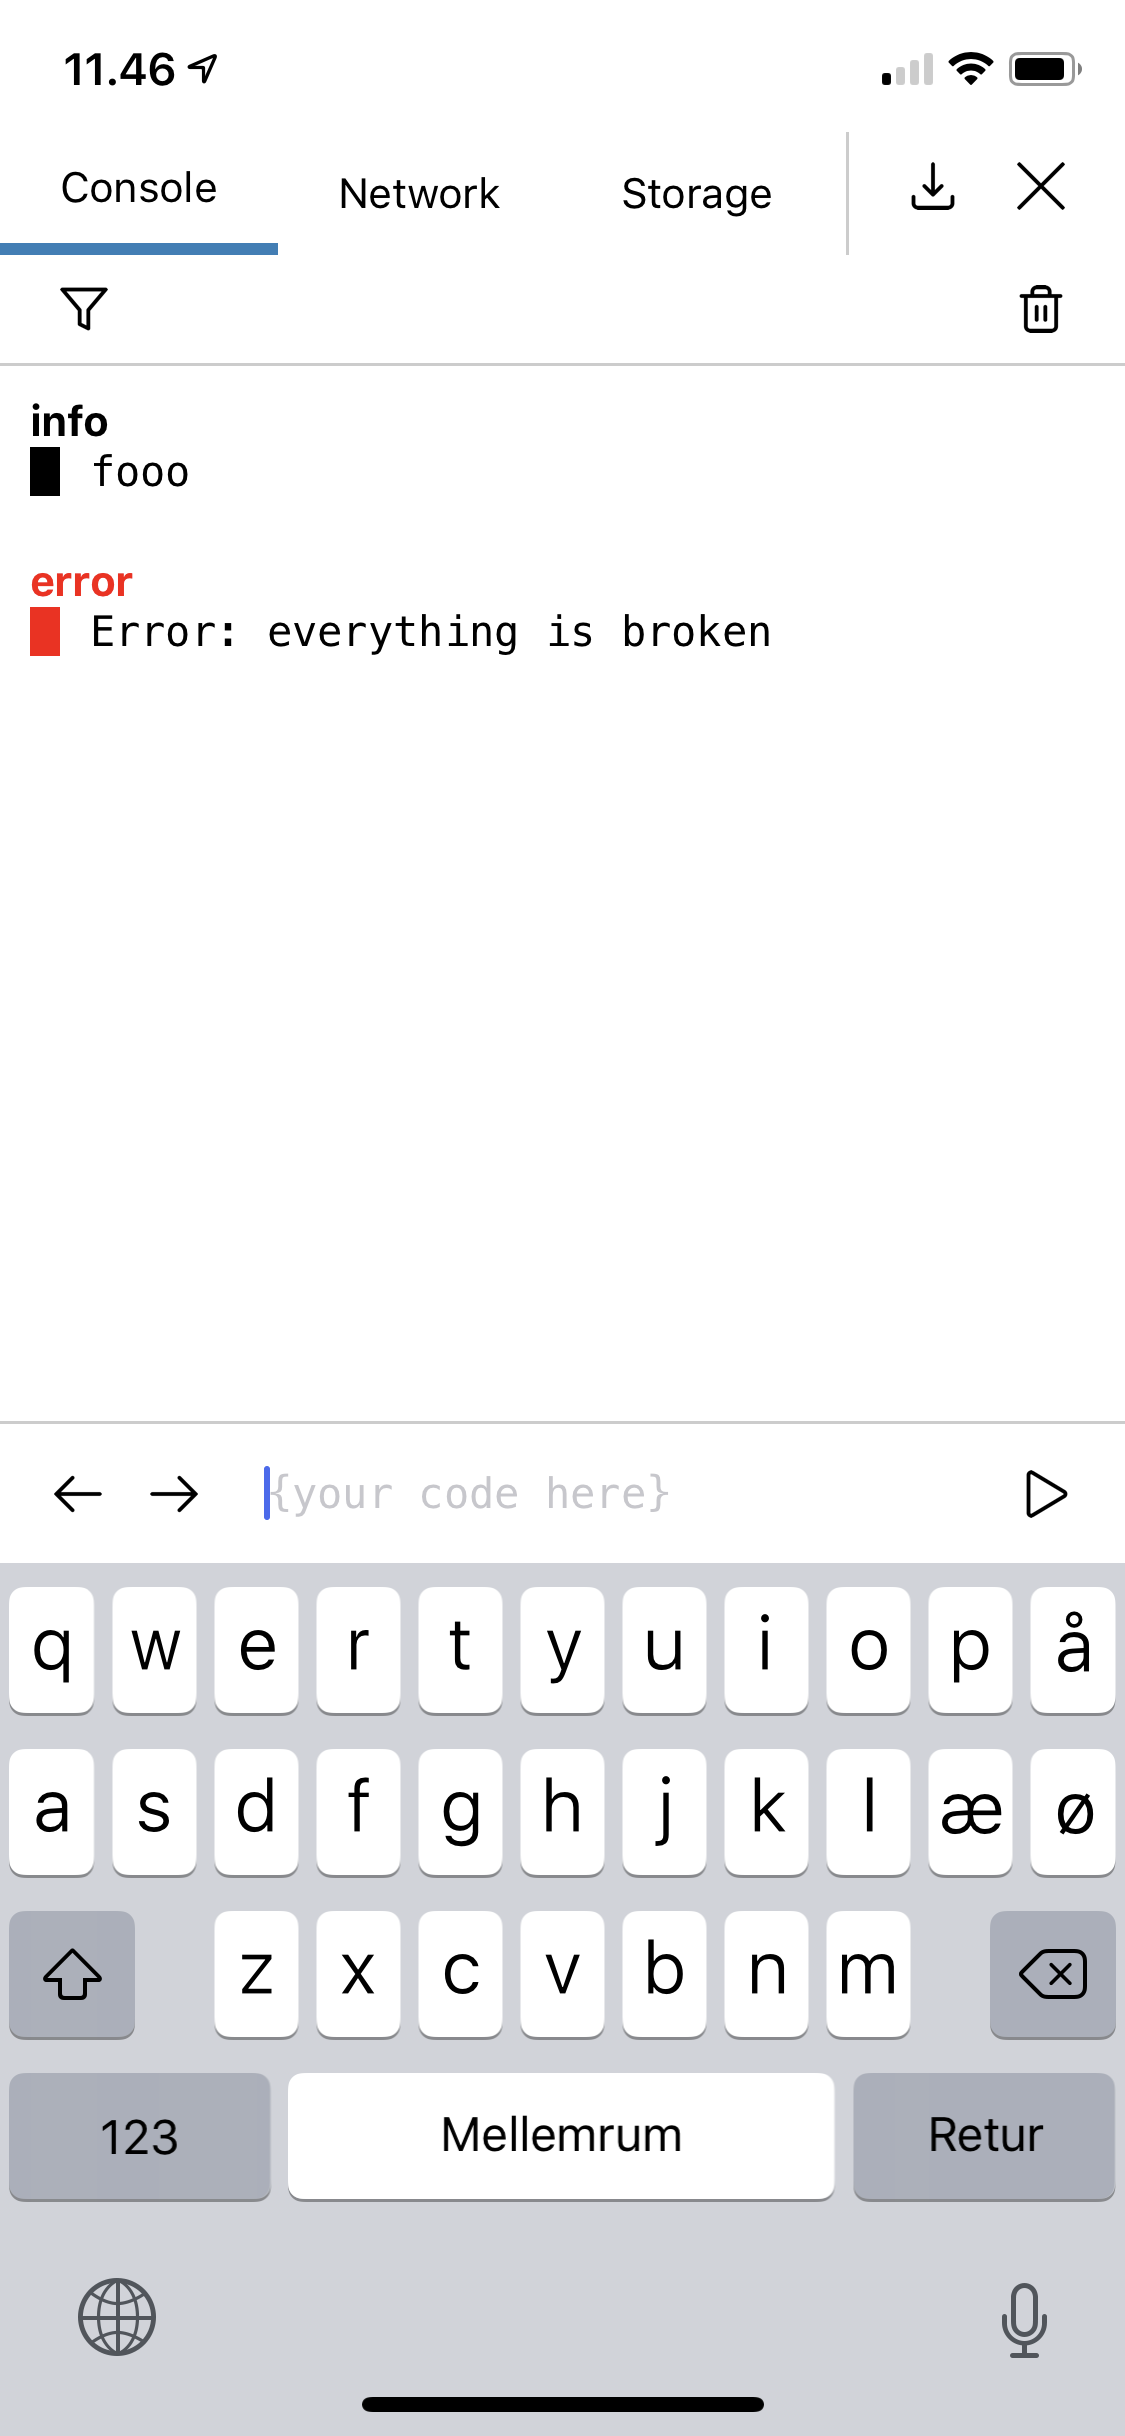 11.46
Console Network Storage
info
fooo
error
Error: everything is broken
{your code here}
q w e r t y u i o p å
a s d f g h j k l æ ø
z x c v b n m
123 Mellemrum Retur